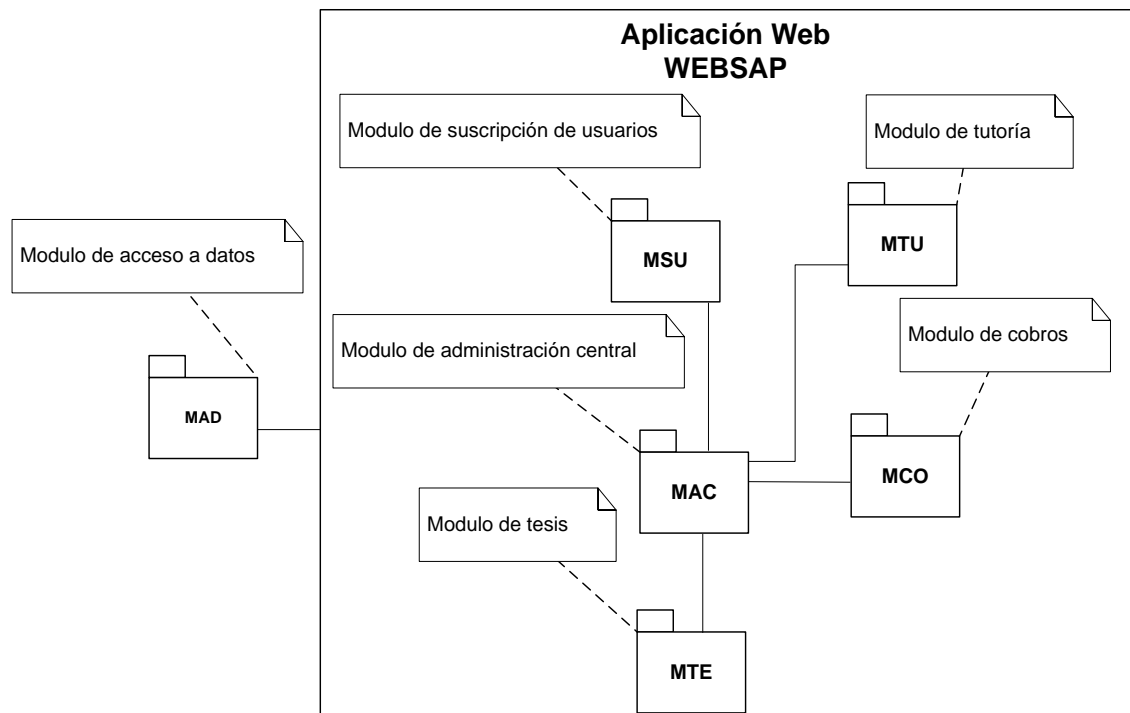 Aplicación Web
WEBSAP
Modulo de suscripción de usuarios
Modulo de tutoría
MSU
MTU
Modulo de acceso a datos
Modulo de administración central
Modulo de cobros
MAD
MAC
MCO
Modulo de tesis
MTE